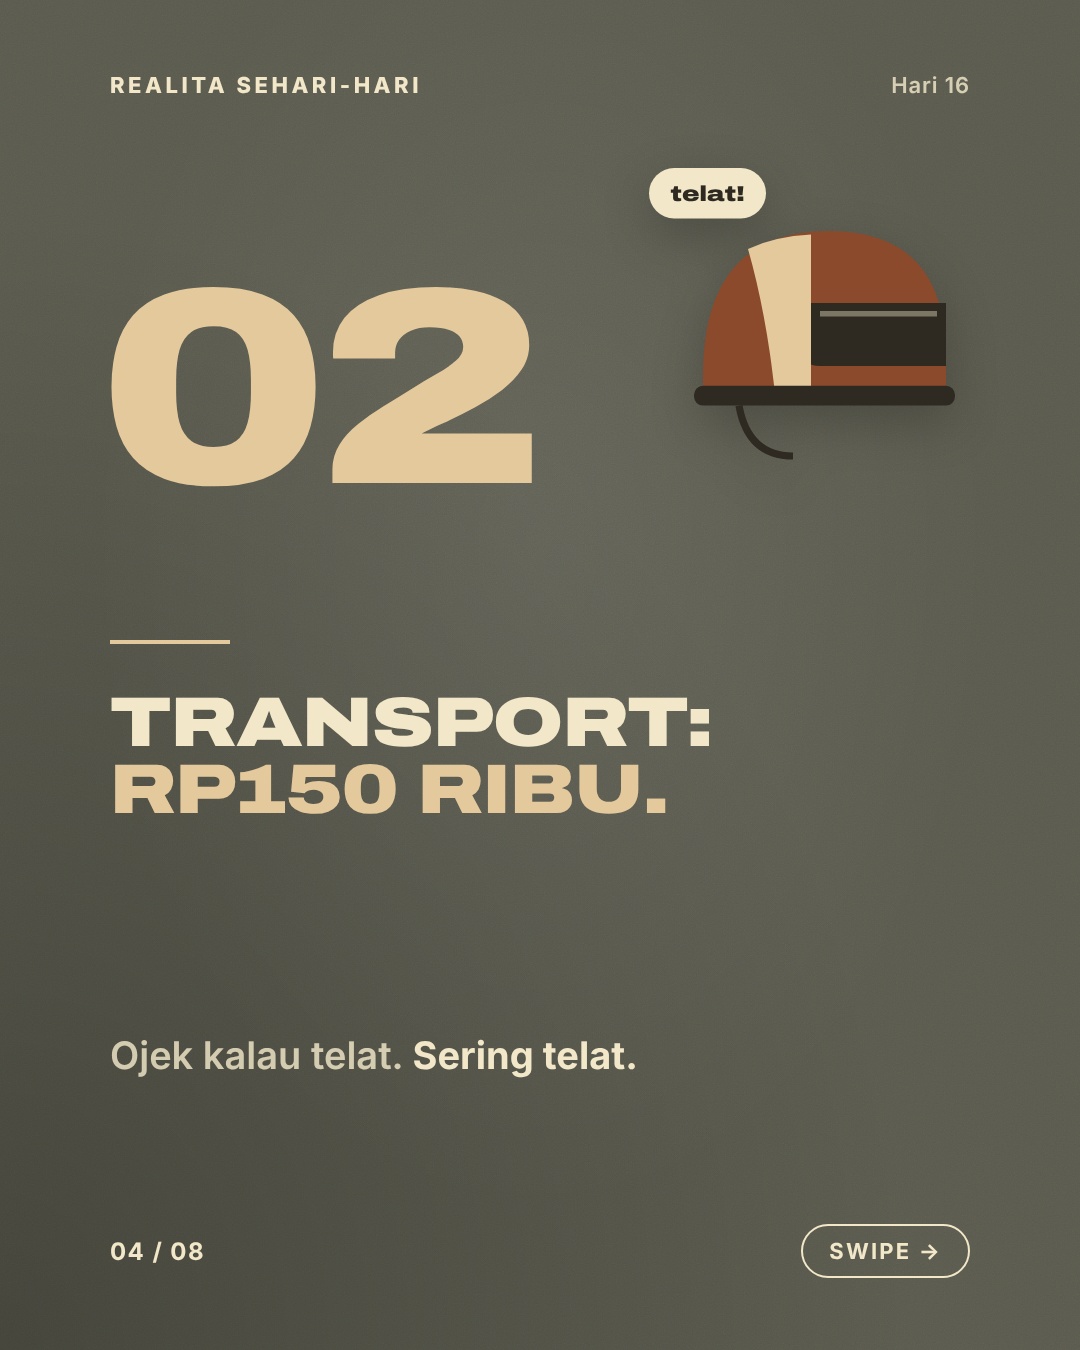 REALITA SEHARI-HARI
Hari 16
telat!
02
TRANSPORT:
RP150 RIBU.
Ojek kalau telat. Sering telat.
04 / 08
SWIPE →